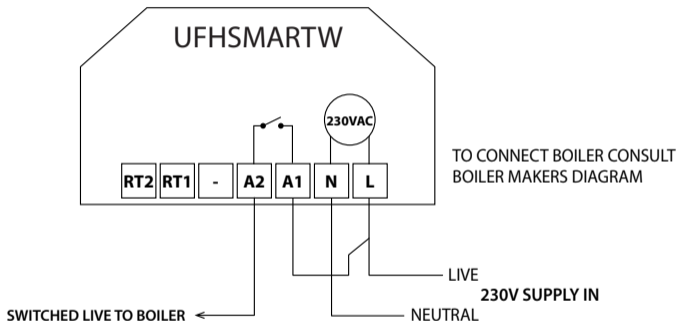 UFHSMARTW
230VAC
TO CONNECT BOILER CONSULT
BOILER MAKERS DIAGRAM
RT2 RT1 - A2 A1 N L
LIVE
230V SUPPLY IN
SWITCHED LIVE TO BOILER
NEUTRAL